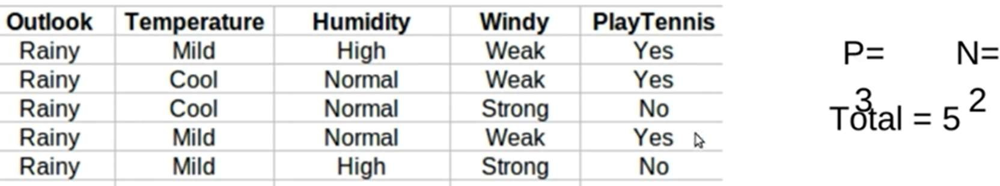 Outlook Temperature Humidity Windy PlayTennis
Rainy Mild High Weak Yes
Rainy Cool Normal Weak Yes
Rainy Cool Normal Strong No
Rainy Mild Normal Weak Yes
Rainy Mild High Strong No
P= N=
3 2
Total = 5